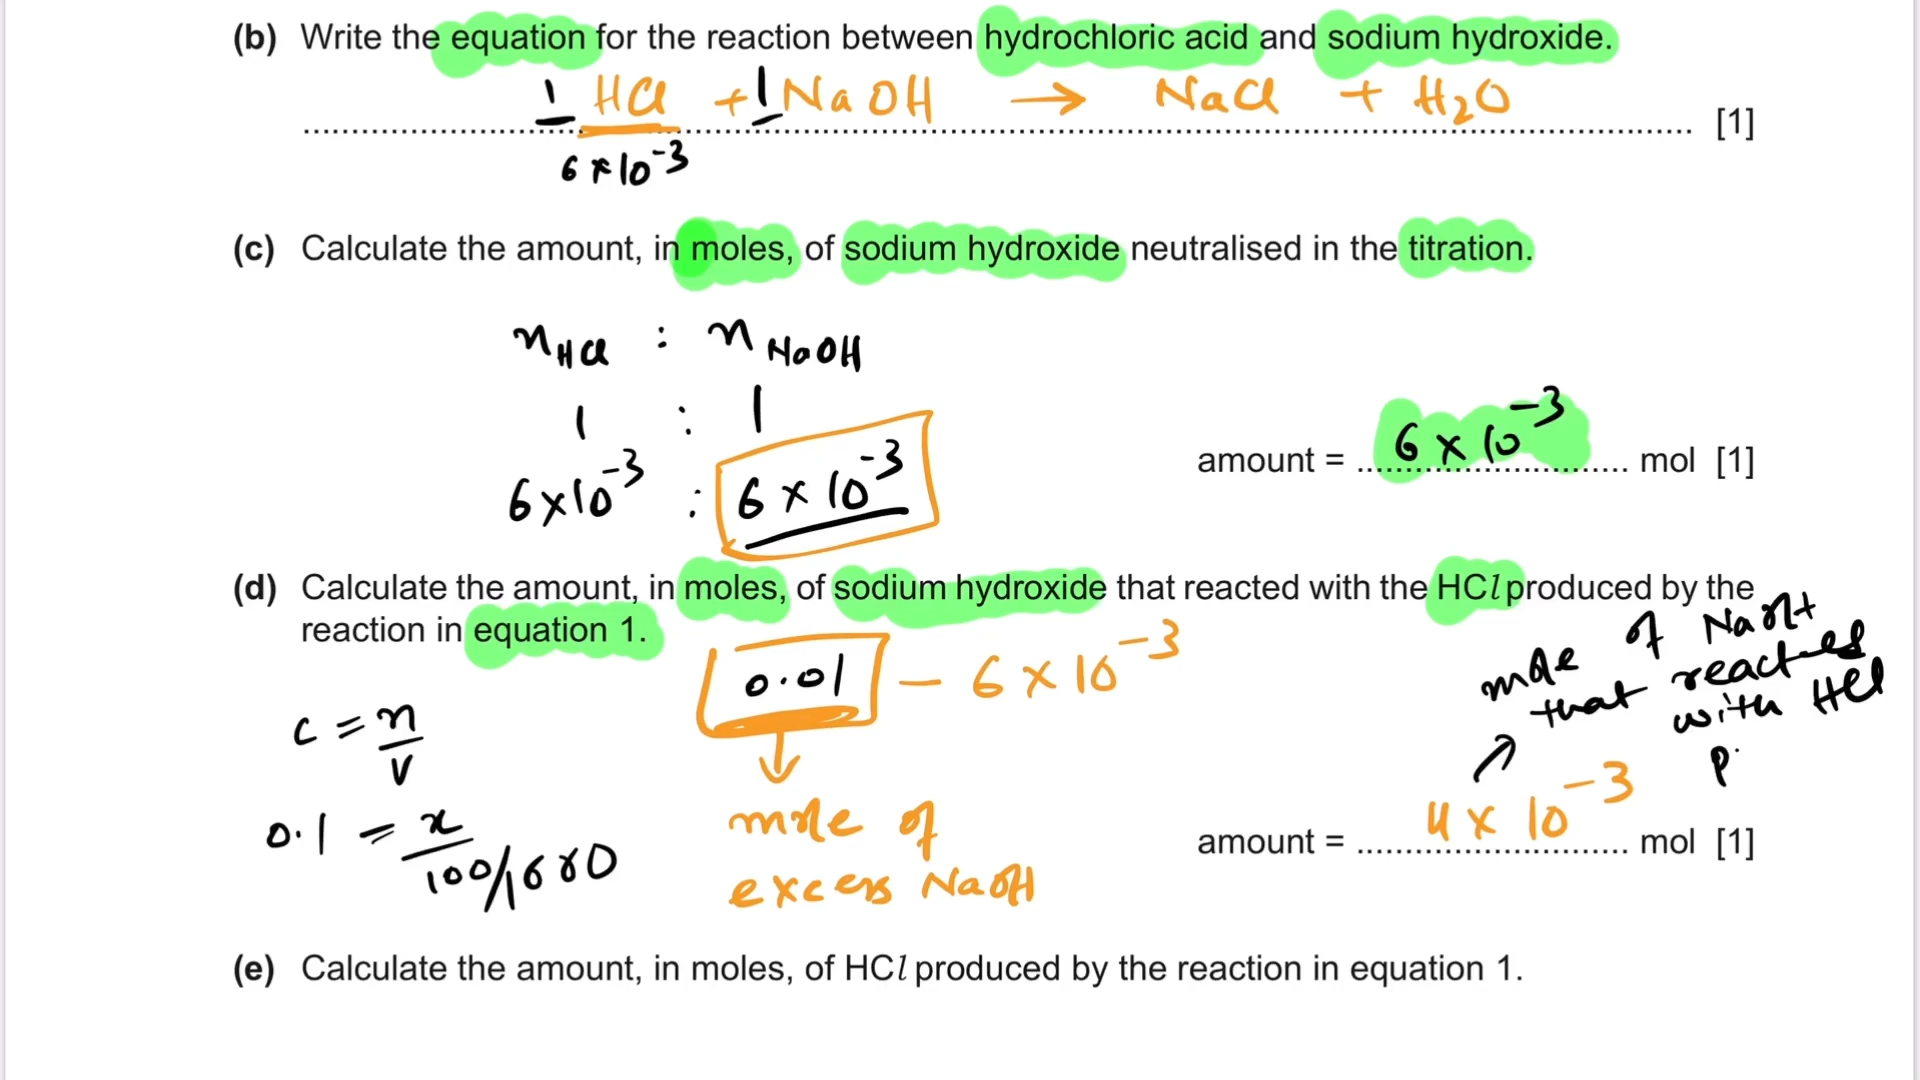 (b) Write the equation for the reaction between hydrochloric acid and sodium hydroxide.
1 HCl + 1 NaOH → NaCl + H₂O
[1]
6 × 10⁻³
(c) Calculate the amount, in moles, of sodium hydroxide neutralised in the titration.
n HCl : n NaOH
1 : 1
6 × 10⁻³ : 6 × 10⁻³
amount = 6 × 10⁻³ mol [1]
(d) Calculate the amount, in moles, of sodium hydroxide that reacted with the HCl produced by the
reaction in equation 1.
0.01 − 6 × 10⁻³
mole of NaOH
that reacted
with HCl
p
c = n/v
0.1 = x/100/1000
mole of
excess NaOH
amount = 4 × 10⁻³ mol [1]
(e) Calculate the amount, in moles, of HCl produced by the reaction in equation 1.